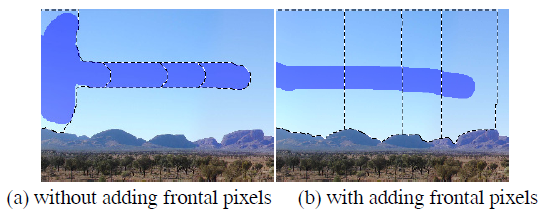 (a) without adding frontal pixels (b) with adding frontal pixels